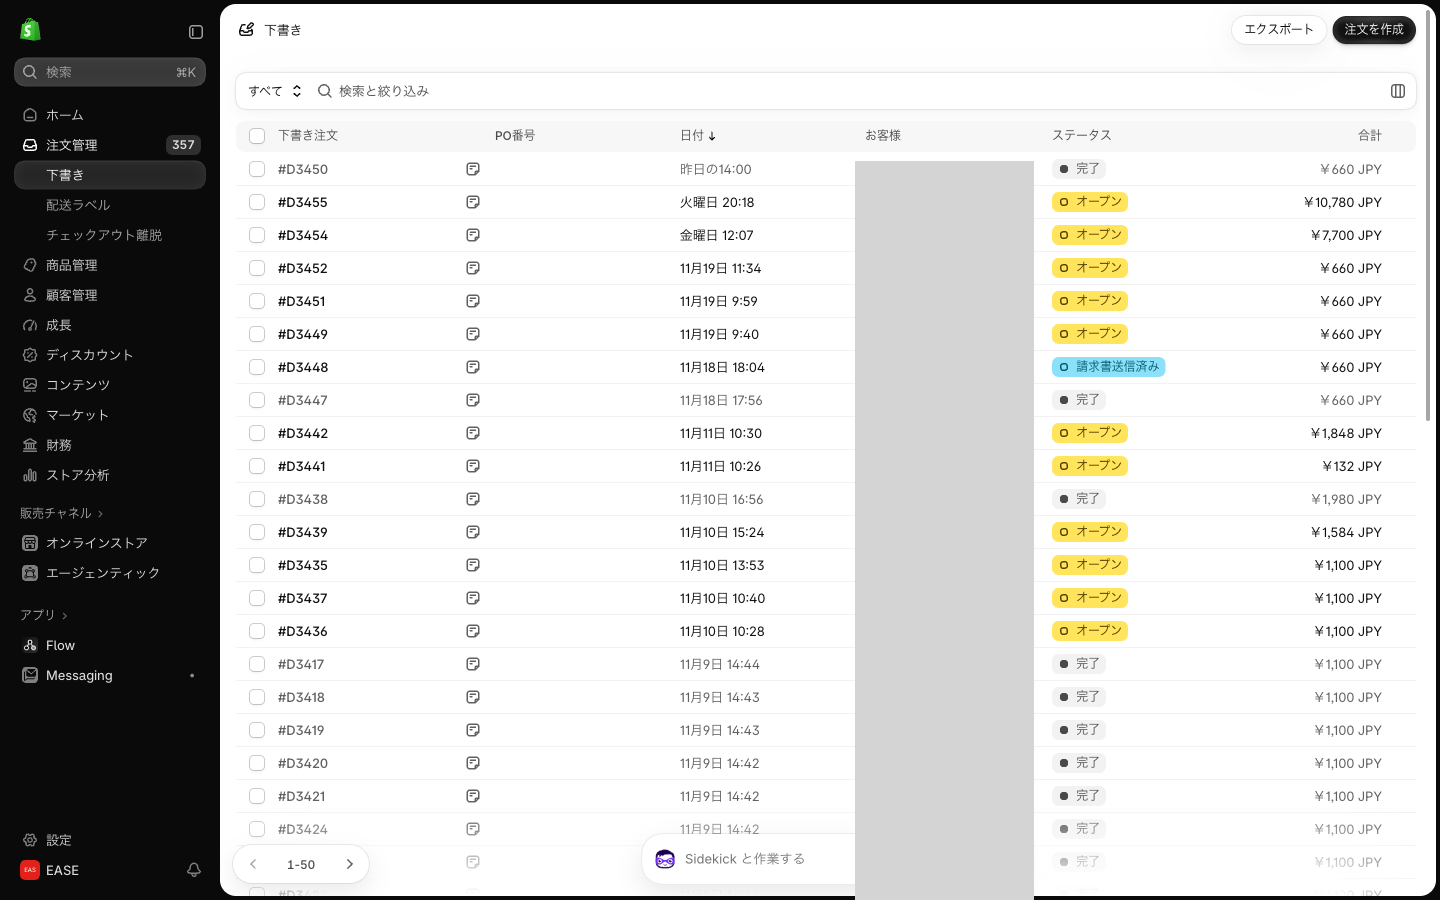 下書き
エクスポート
注文を作成
検索
⌘K
ホーム
注文管理
357
下書き
配送ラベル
チェックアウト離脱
商品管理
顧客管理
成長
ディスカウント
コンテンツ
マーケット
財務
ストア分析
販売チャネル
オンラインストア
エージェンティック
アプリ
Flow
Messaging
設定
EAS
EASE
すべて
検索と絞り込み
下書き注文 PO番号 日付 ↓ お客様 ステータス 合計
#D3450 昨日の14:00 完了 ¥660 JPY
#D3455 火曜日 20:18 オープン ¥10,780 JPY
#D3454 金曜日 12:07 オープン ¥7,700 JPY
#D3452 11月19日 11:34 オープン ¥660 JPY
#D3451 11月19日 9:59 オープン ¥660 JPY
#D3449 11月19日 9:40 オープン ¥660 JPY
#D3448 11月18日 18:04 請求書送信済み ¥660 JPY
#D3447 11月18日 17:56 完了 ¥660 JPY
#D3442 11月11日 10:30 オープン ¥1,848 JPY
#D3441 11月11日 10:26 オープン ¥132 JPY
#D3438 11月10日 16:56 完了 ¥1,980 JPY
#D3439 11月10日 15:24 オープン ¥1,584 JPY
#D3435 11月10日 13:53 オープン ¥1,100 JPY
#D3437 11月10日 10:40 オープン ¥1,100 JPY
#D3436 11月10日 10:28 オープン ¥1,100 JPY
#D3417 11月9日 14:44 完了 ¥1,100 JPY
#D3418 11月9日 14:43 完了 ¥1,100 JPY
#D3419 11月9日 14:43 完了 ¥1,100 JPY
#D3420 11月9日 14:42 完了 ¥1,100 JPY
#D3421 11月9日 14:42 完了 ¥1,100 JPY
#D3424 11月9日 14:42 完了 ¥1,100 JPY
完了 ¥1,100 JPY
1-50
Sidekick と作業する